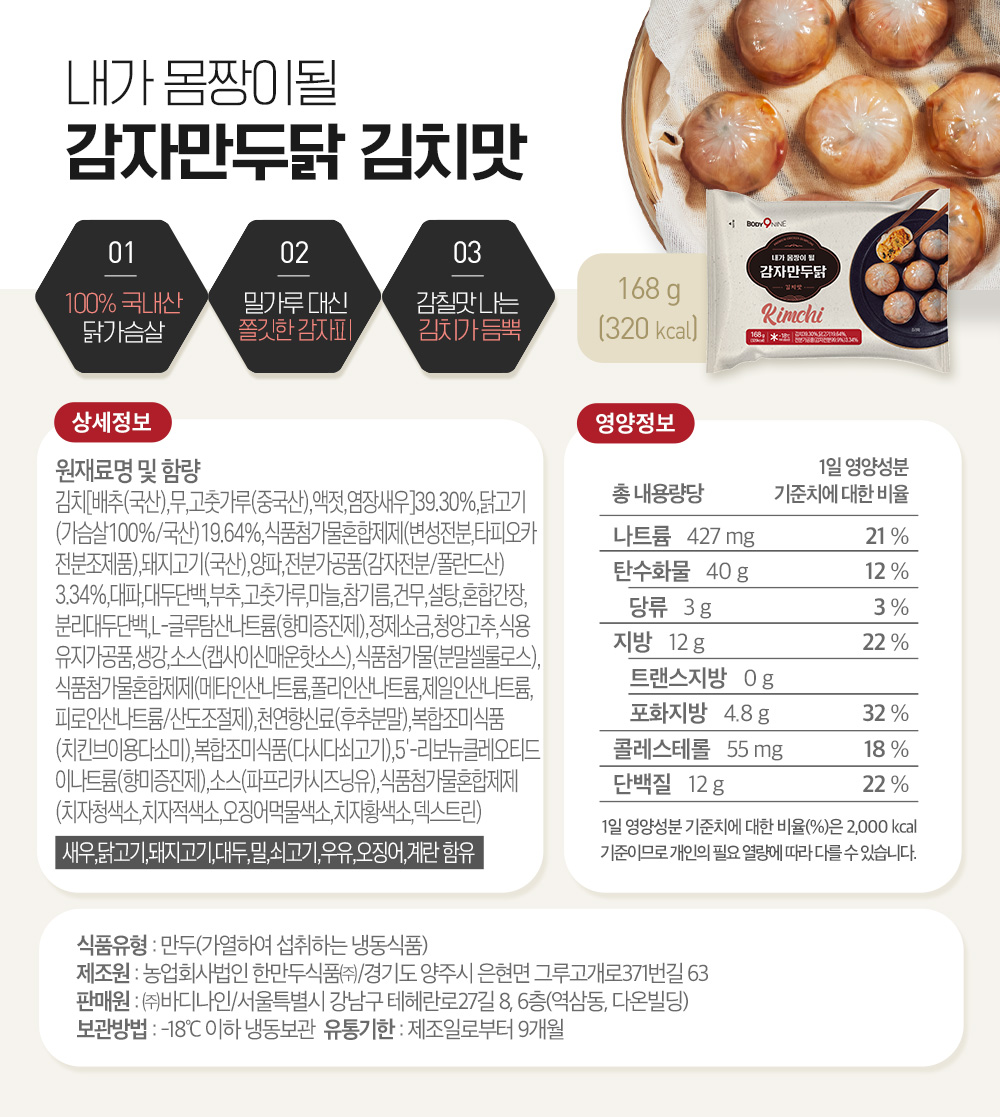 내가 몸짱이될
감자만두닭 김치맛
01
100% 국내산
닭가슴살
02
밀가루 대신
쫄깃한 감자피
03
감칠맛 나는
김치가 듬뿍
168 g
(320 kcal)
BODY9NINE
내가 몸짱이 될
감자만두닭
김치맛
Kimchi
168 g
상세정보
원재료명 및 함량
김치[배추(국산),무,고춧가루(중국산),액젓,염장새우]39.30%,닭고기
(가슴살100%/국산)19.64%,식품첨가물혼합제제(변성전분,타피오카
전분조제품),돼지고기(국산),양파,전분가공품(감자전분/폴란드산)
3.34%,대파,대두단백,부추,고춧가루,마늘,참기름,건무,설탕,혼합간장,
분리대두단백,L-글루탐산나트륨(향미증진제),정제소금,청양고추,식용
유지가공품,생강,소스(캡사이신매운핫소스),식품첨가물(분말셀룰로스),
식품첨가물혼합제제(메타인산나트륨,폴리인산나트륨,제일인산나트륨,
피로인산나트륨/산도조절제),천연향신료(후추분말),복합조미식품
(치킨브이용다소미),복합조미식품(다시다쇠고기),5'-리보뉴클레오티드
이나트륨(향미증진제),소스(파프리카시즈닝유),식품첨가물혼합제제
(치자청색소,치자적색소,오징어먹물색소,치자황색소,덱스트린)
새우,닭고기,돼지고기,대두,밀,쇠고기,우유,오징어,계란 함유
영양정보
1일 영양성분
총 내용량당 기준치에 대한 비율
나트륨 427 mg 21 %
탄수화물 40 g 12 %
당류 3 g 3 %
지방 12 g 22 %
트랜스지방 0 g
포화지방 4.8 g 32 %
콜레스테롤 55 mg 18 %
단백질 12 g 22 %
1일 영양성분 기준치에 대한 비율(%)은 2,000 kcal
기준이므로 개인의 필요 열량에 따라 다를 수 있습니다.
식품유형 : 만두(가열하여 섭취하는 냉동식품)
제조원 : 농업회사법인 한만두식품㈜/경기도 양주시 은현면 그루고개로371번길 63
판매원 : ㈜바디나인/서울특별시 강남구 테헤란로27길 8, 6층(역삼동, 다온빌딩)
보관방법 : -18℃ 이하 냉동보관 유통기한 : 제조일로부터 9개월